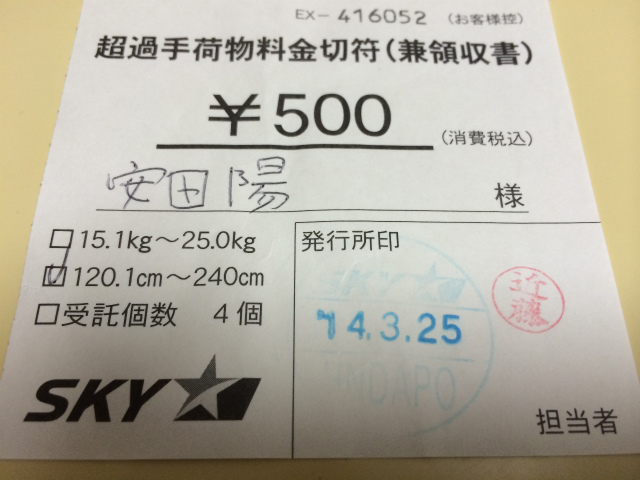 EX-416052 (お客様控)
超過手荷物料金切符(兼領収書)
¥500
(消費税込)
安田陽 様
□15.1kg～25.0kg
□120.1cm～240cm
□受託個数 4個
発行所印
SKY
'14.3.25
近藤
SKY
担当者